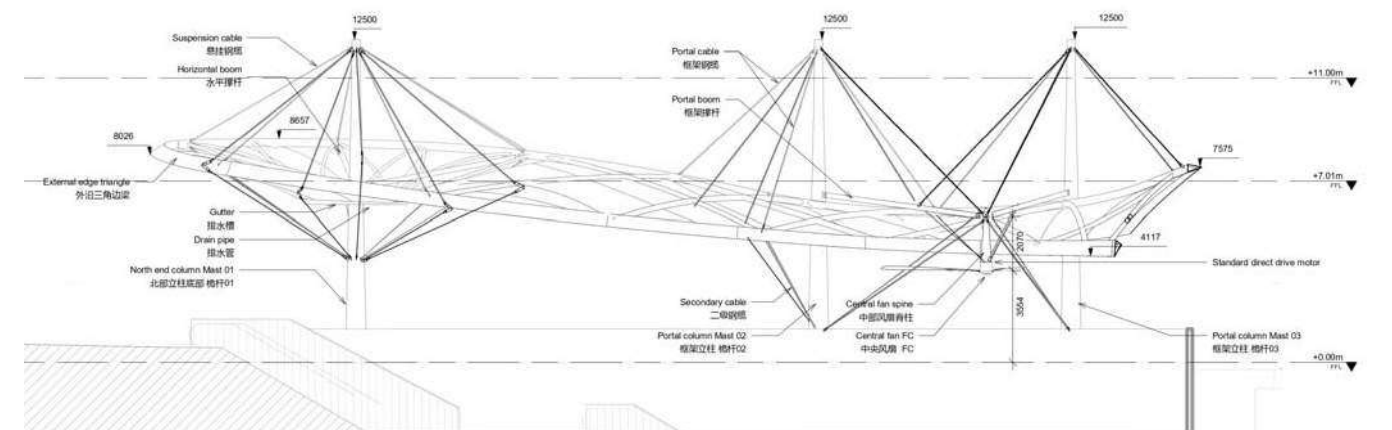 12500
12500
12500
Suspension cable
悬挂钢缆
Horizontal boom
水平撑杆
Portal cable
框架钢缆
Portal boom
框架撑杆
+11.00m
FFL
8657
8026
7575
External edge triangle
外沿三角边梁
+7.01m
FFL
Gutter
排水槽
Drain pipe
排水管
North end column Mast 01
北部立柱底部 桅杆01
2070
4117
Standard direct drive motor
Secondary cable
二级钢缆
Central fan spine
中部风扇脊柱
3554
Portal column Mast 02
框架立柱 桅杆02
Central fan FC
中央风扇 FC
Portal column Mast 03
框架立柱 桅杆03
+0.00m
FFL